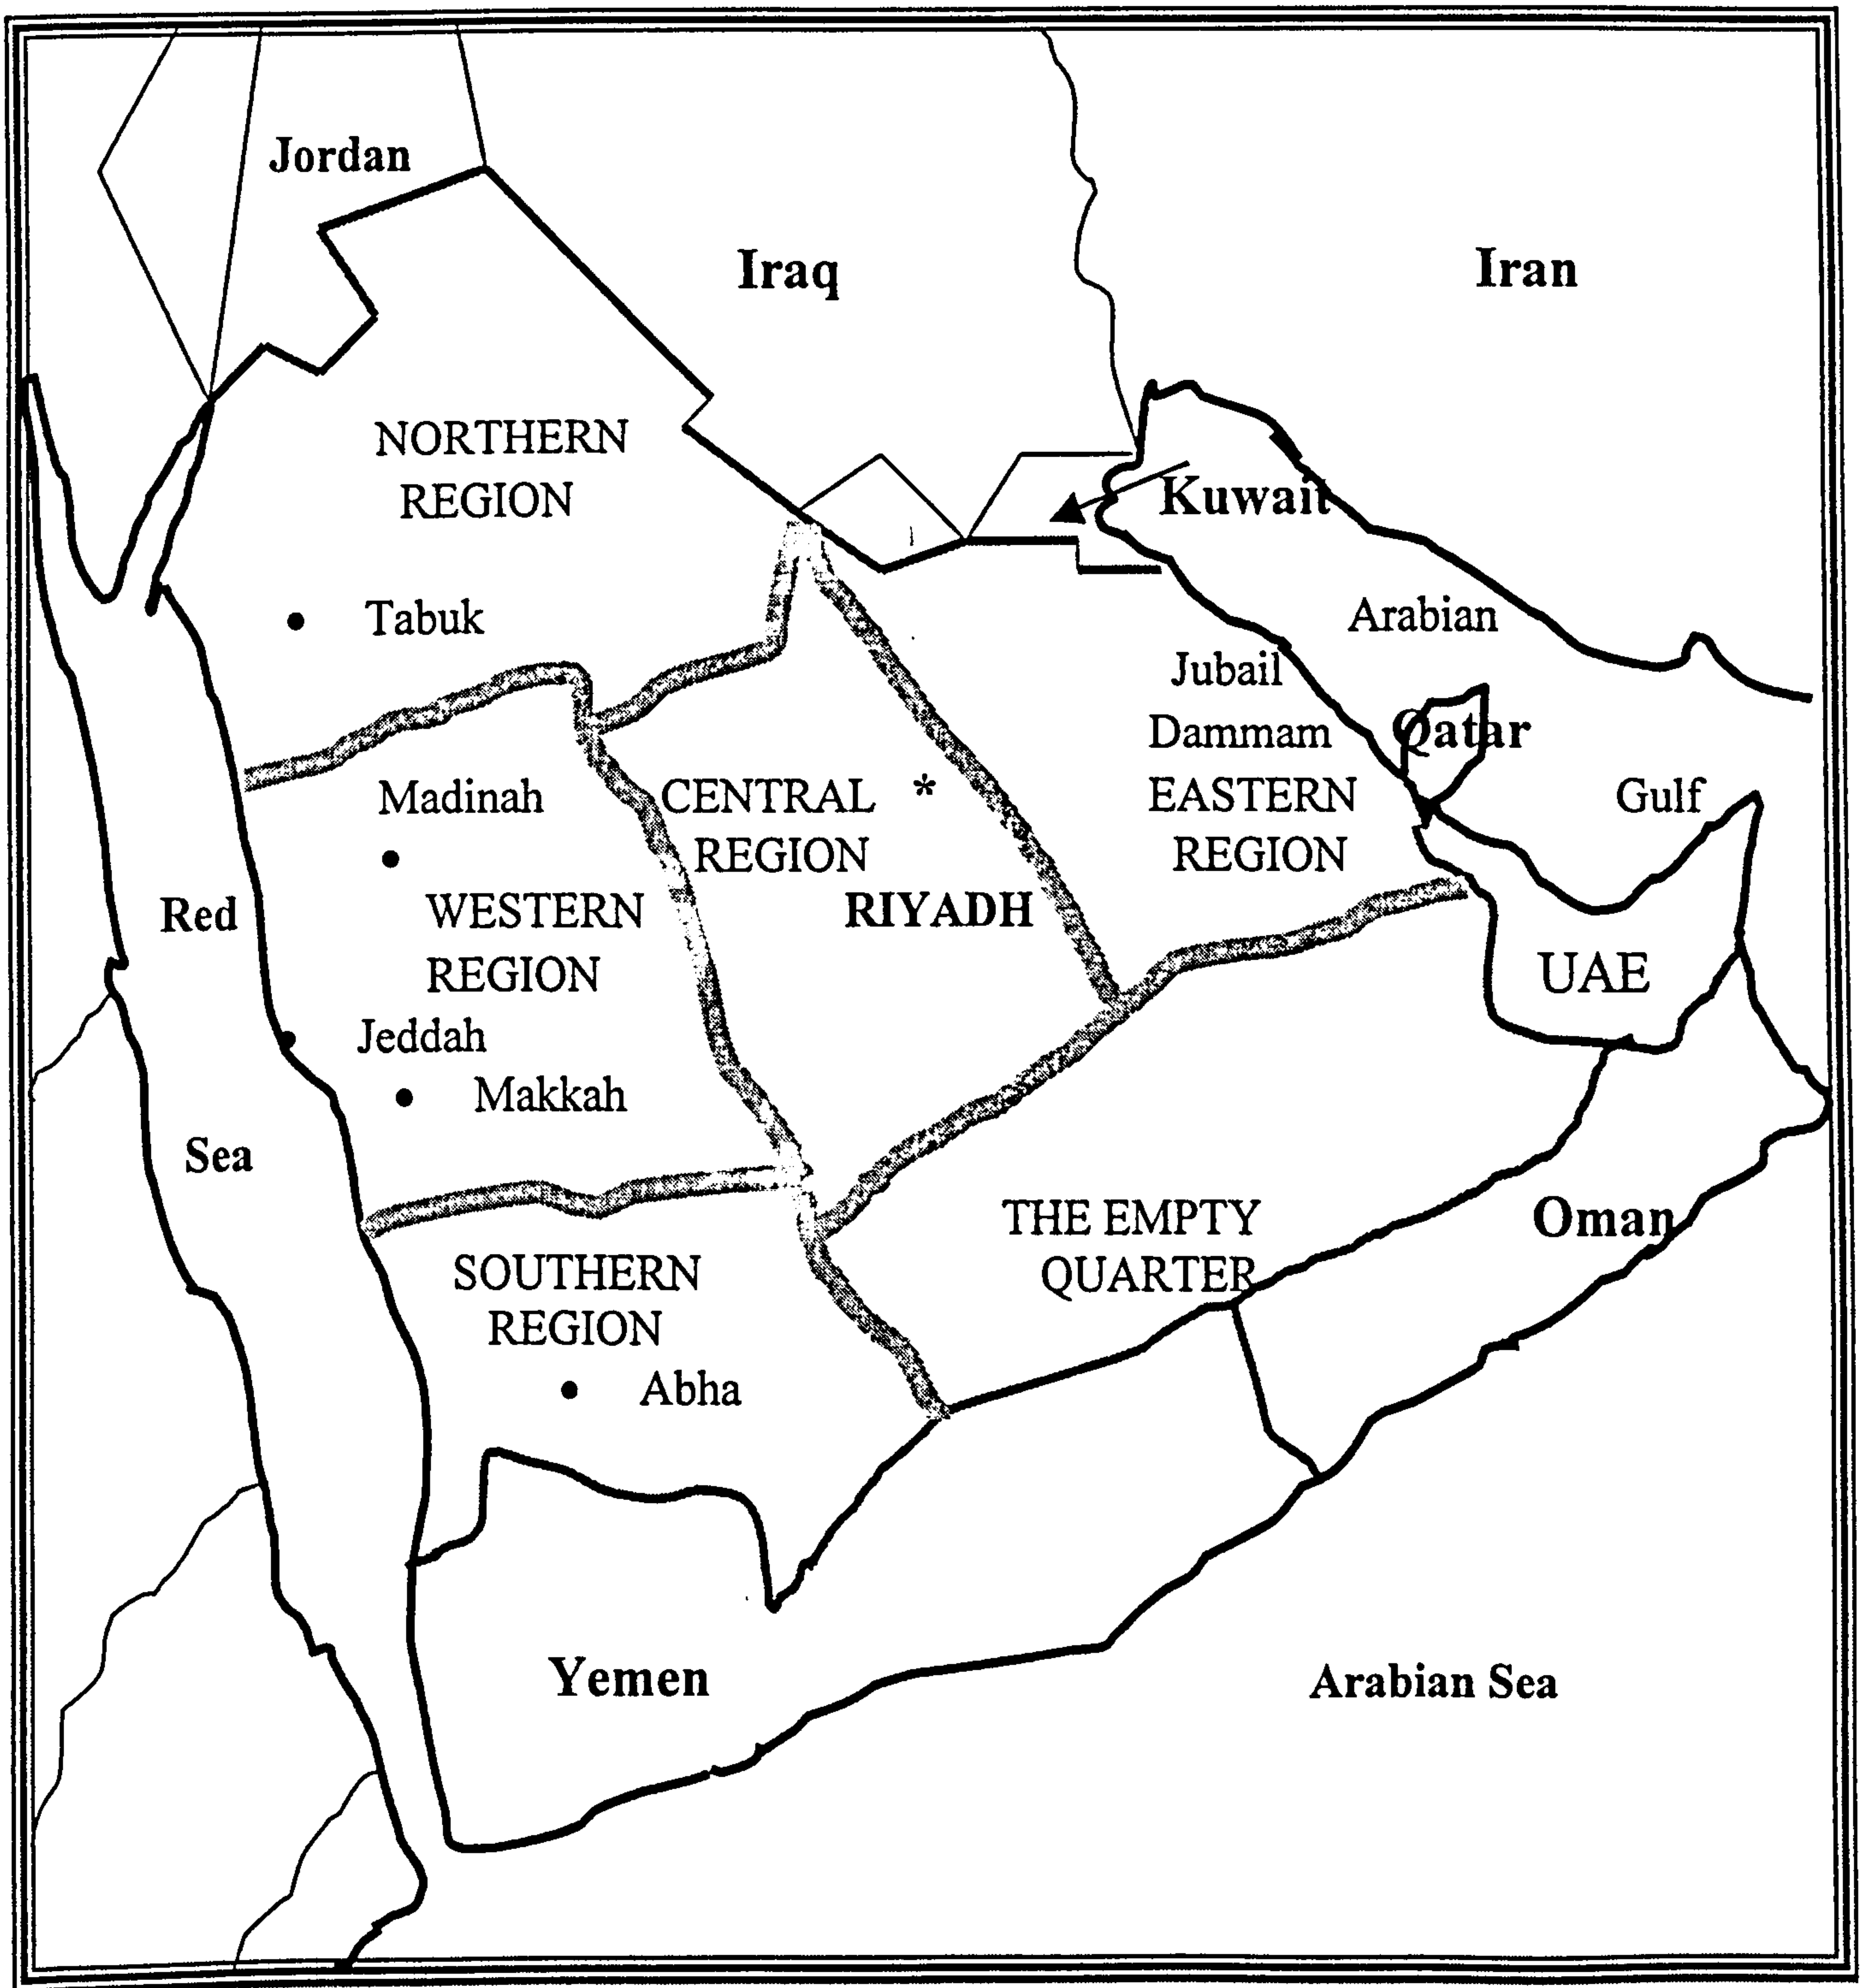 Jordan
Iraq
Iran
NORTHERN
REGION
Kuwait
Tabuk
Arabian
Jubail
Dammam
Qatar
Madinah
CENTRAL *
REGION
EASTERN
REGION
Gulf
Red
WESTERN
REGION
RIYADH
UAE
Jeddah
Makkah
Sea
THE EMPTY
QUARTER
Oman
SOUTHERN
REGION
Abha
Yemen
Arabian Sea